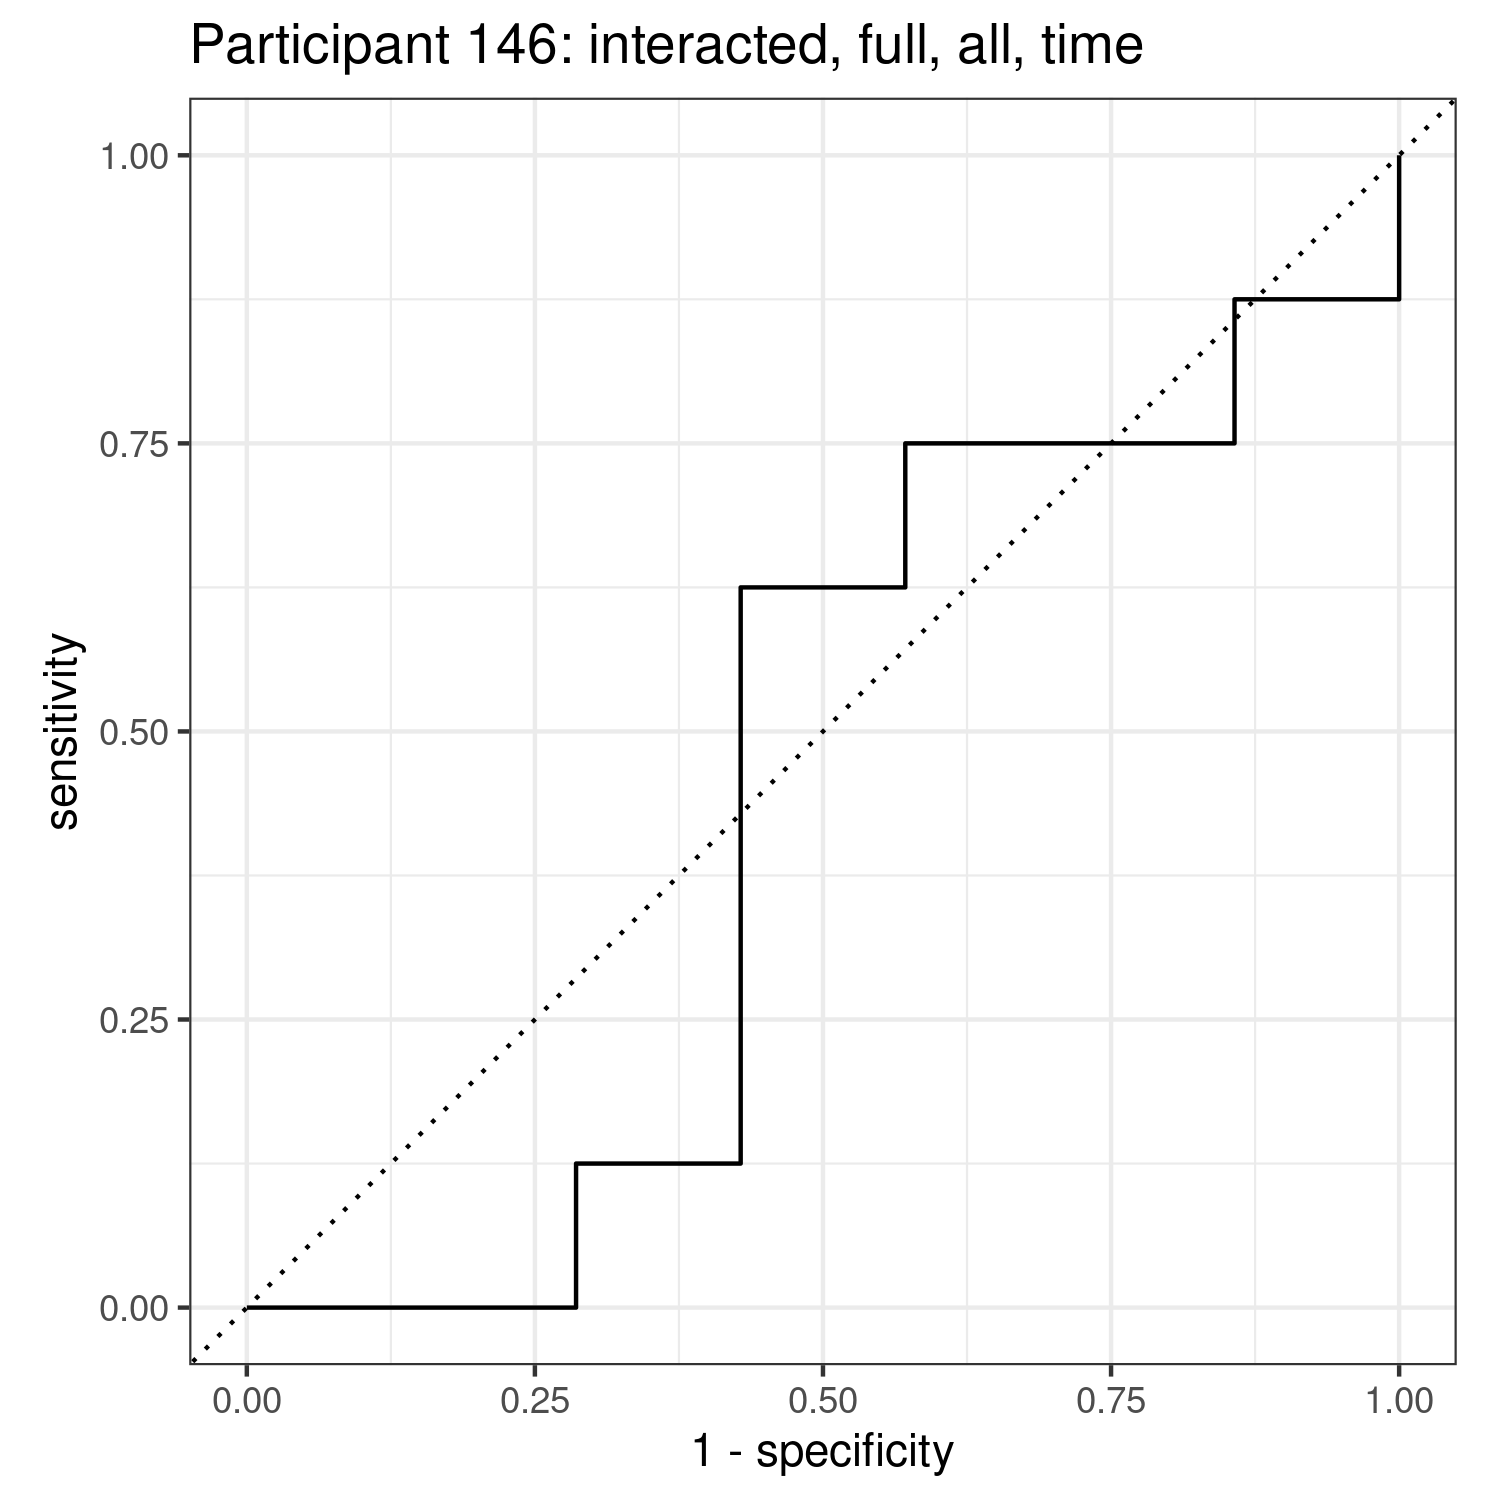 Participant 146: interacted, full, all, time
1.00
0.75
0.50
0.25
0.00
sensitivity
0.00 0.25 0.50 0.75 1.00
1 - specificity